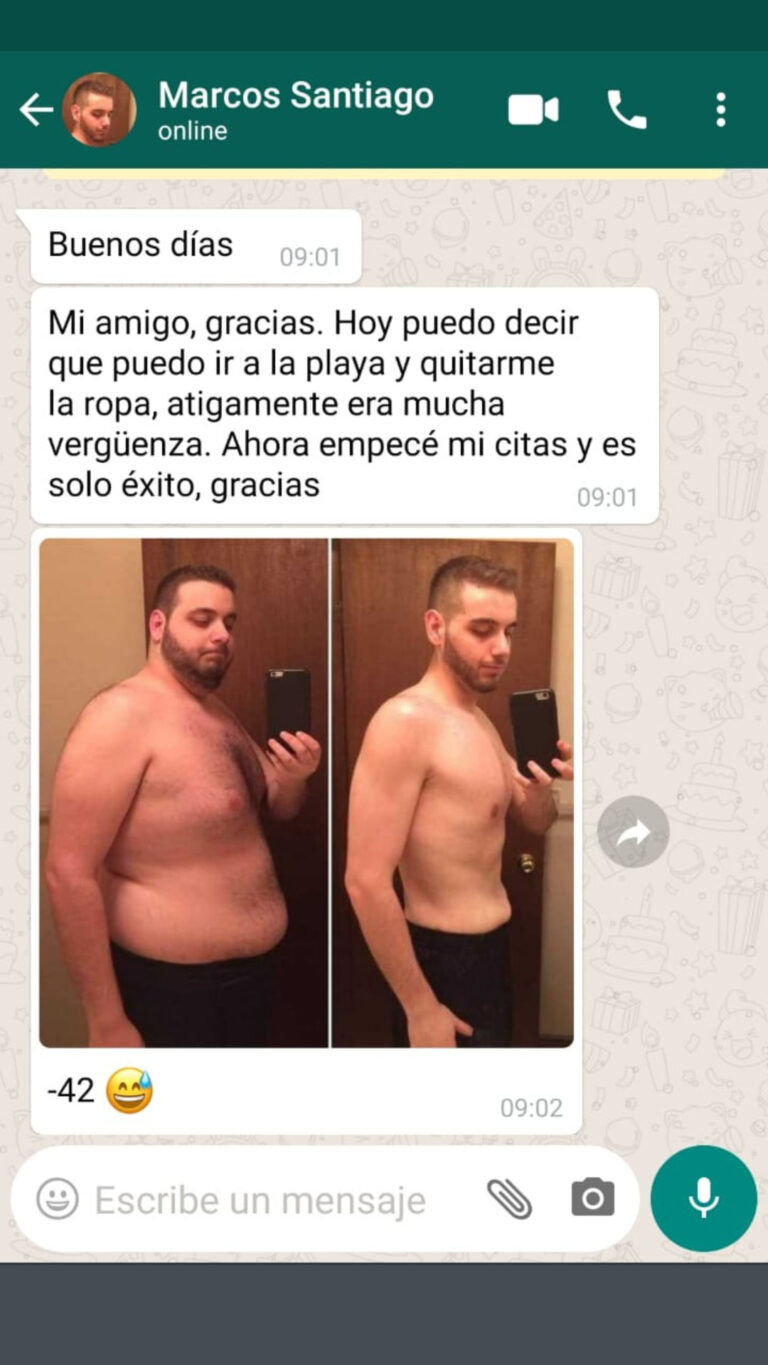 Marcos Santiago
online
Buenos días 09:01
Mi amigo, gracias. Hoy puedo decir
que puedo ir a la playa y quitarme
la ropa, atigamente era mucha
vergüenza. Ahora empecé mi citas y es
solo éxito, gracias 09:01
-42 😅 09:02
Escribe un mensaje